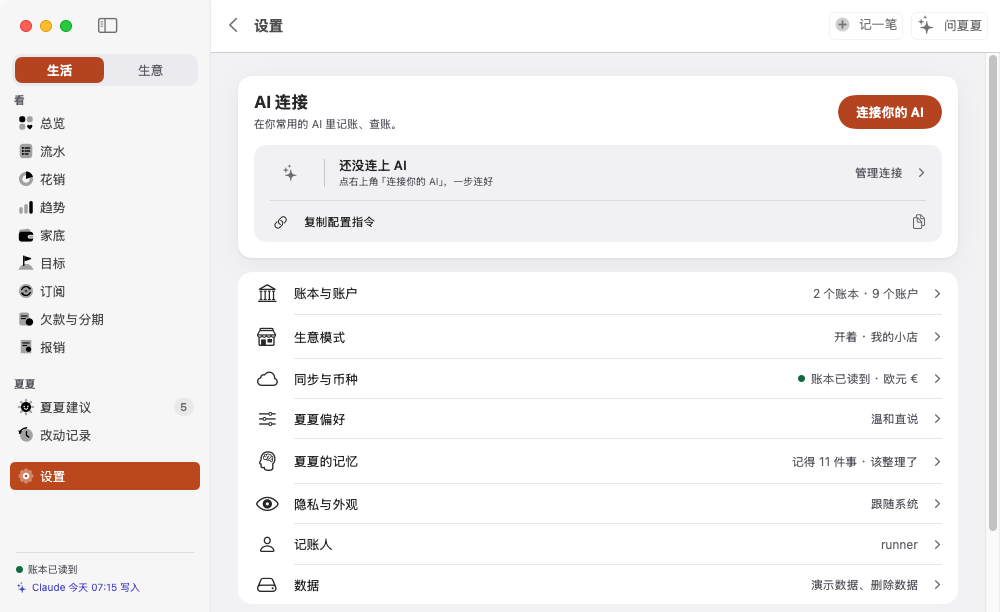 设置
记一笔
问夏夏
生活
生意
看
总览
流水
花销
趋势
家底
目标
订阅
欠款与分期
报销
夏夏
夏夏建议
5
改动记录
设置
账本已读到
Claude 今天 07:15 写入
AI 连接
在你常用的 AI 里记账、查账。
连接你的 AI
还没连上 AI
点右上角「连接你的 AI」，一步连好
管理连接
复制配置指令
账本与账户
2 个账本 · 9 个账户
生意模式
开着 · 我的小店
同步与币种
账本已读到 · 欧元 €
夏夏偏好
温和直说
夏夏的记忆
记得 11 件事 · 该整理了
隐私与外观
跟随系统
记账人
runner
数据
演示数据、删除数据